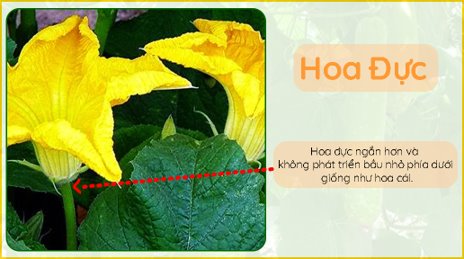 Hoa Đực
Hoa đực ngắn hơn và
không phát triển bầu nhỏ phía dưới
giống như hoa cái.